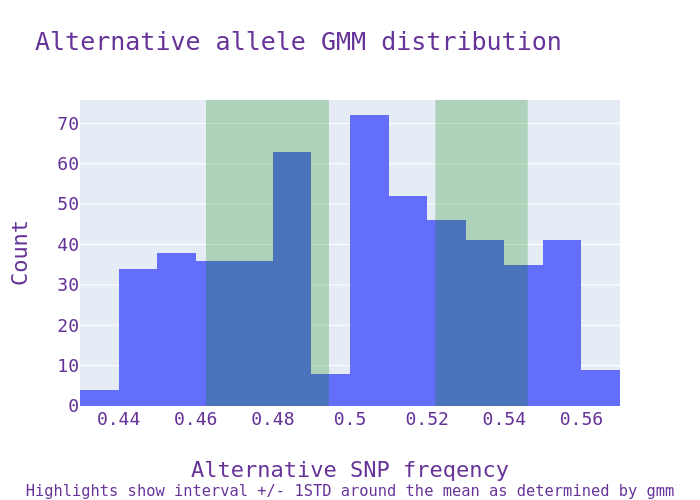 Alternative allele GMM distribution
70
60
50
40
30
20
10
0
Count
0.44 0.46 0.48 0.5 0.52 0.54 0.56
Alternative SNP freqency
Highlights show interval +/- 1STD around the mean as determined by gmm